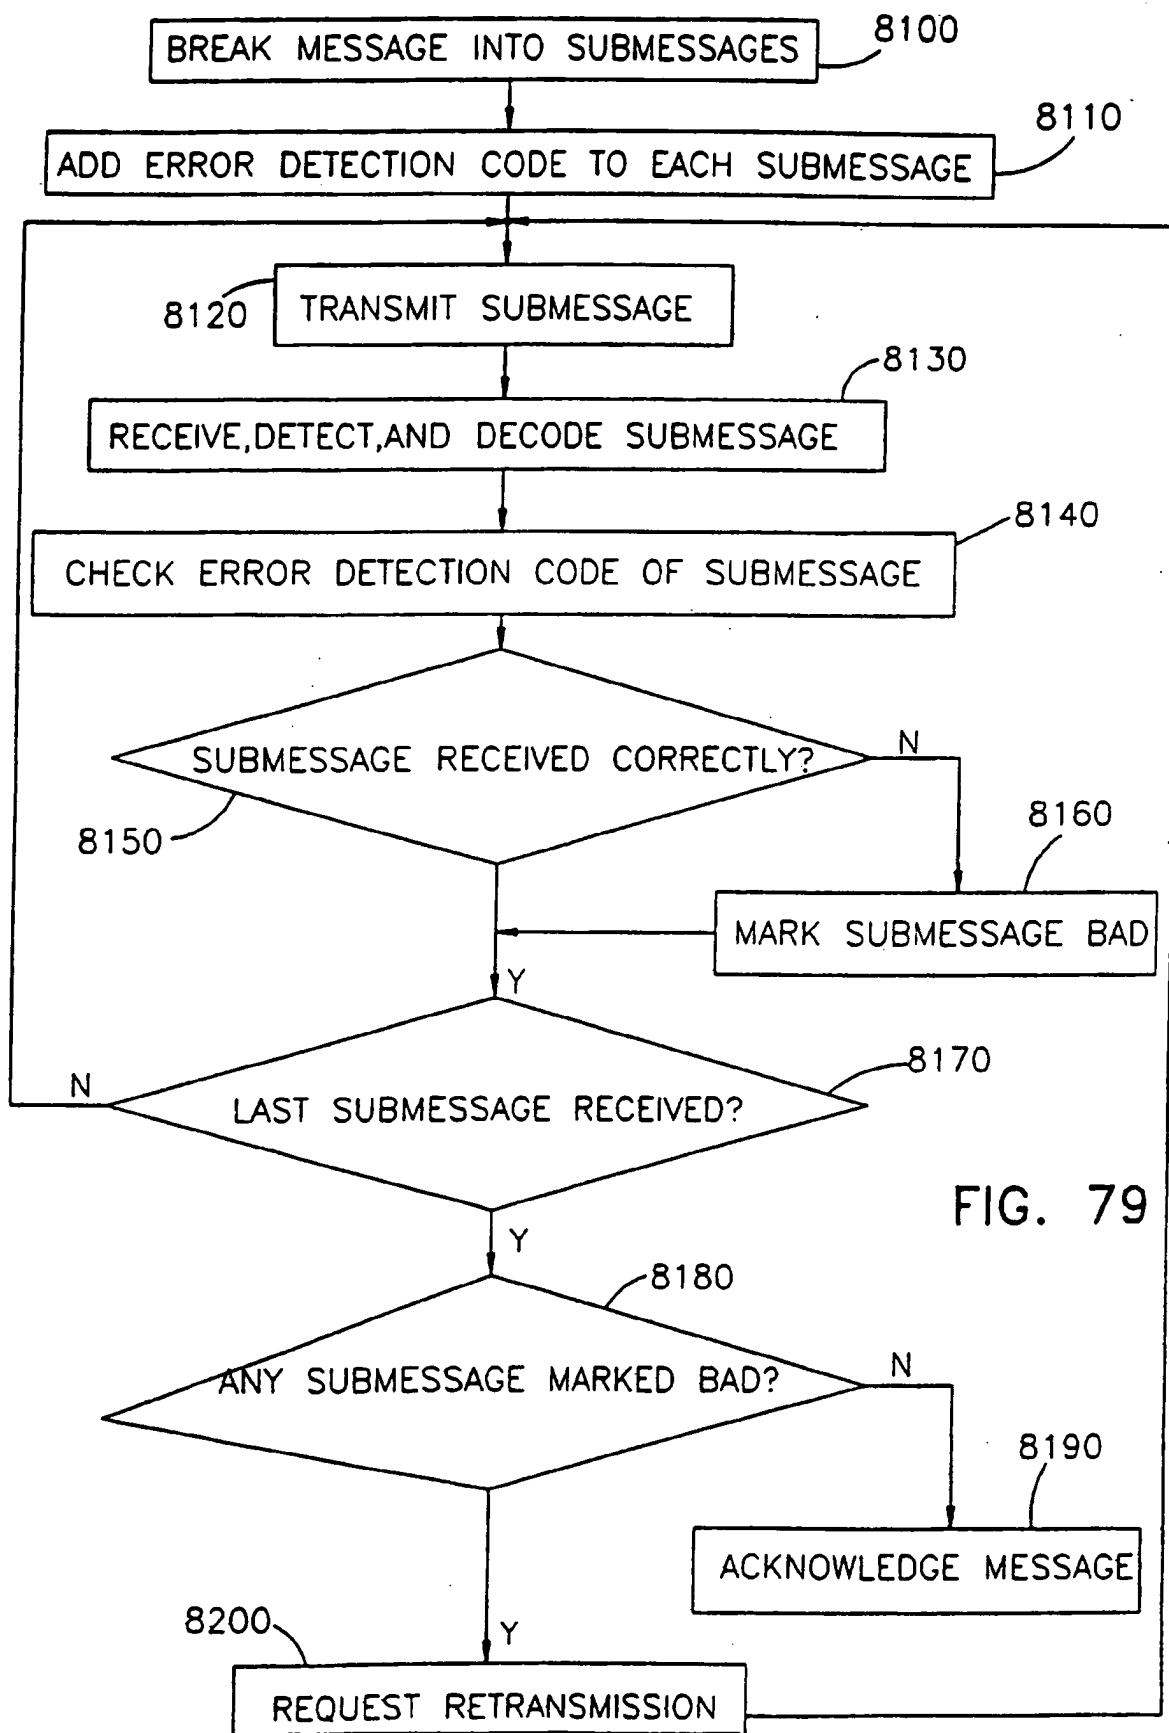 BREAK MESSAGE INTO SUBMESSAGES
8100
ADD ERROR DETECTION CODE TO EACH SUBMESSAGE
8110
8120
TRANSMIT SUBMESSAGE
8130
RECEIVE,DETECT,AND DECODE SUBMESSAGE
8140
CHECK ERROR DETECTION CODE OF SUBMESSAGE
SUBMESSAGE RECEIVED CORRECTLY?
N
8150
8160
MARK SUBMESSAGE BAD
Y
8170
N
LAST SUBMESSAGE RECEIVED?
FIG. 79
Y
8180
ANY SUBMESSAGE MARKED BAD?
N
8190
ACKNOWLEDGE MESSAGE
8200
Y
REQUEST RETRANSMISSION